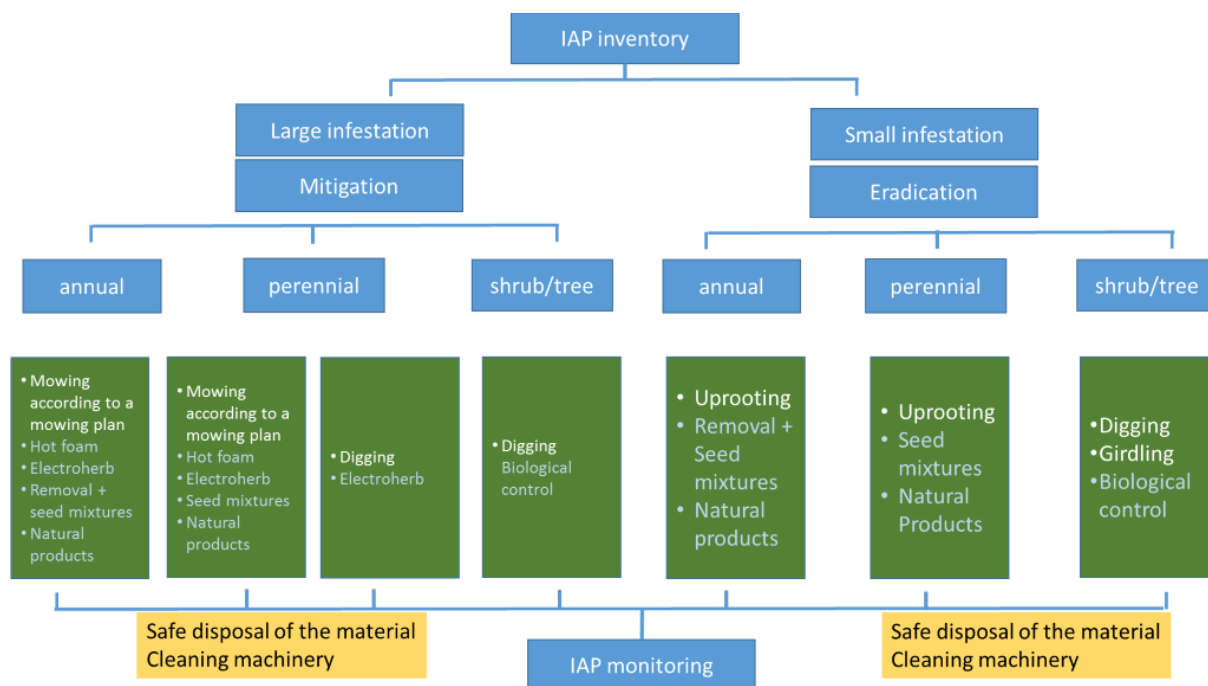 IAP inventory
Large infestation
Small infestation
Mitigation
Eradication
annual
perennial
shrub/tree
annual
perennial
shrub/tree
• Mowing
according to a
mowing plan
• Hot foam
• Electroherb
• Removal +
seed mixtures
• Natural
products
• Mowing
according to a
mowing plan
• Hot foam
• Electroherb
• Seed mixtures
• Natural
products
• Digging
• Electroherb
• Digging
Biological
control
• Uprooting
• Removal +
Seed
mixtures
• Natural
products
• Uprooting
• Seed
mixtures
• Natural
Products
• Digging
• Girdling
• Biological
control
Safe disposal of the material
Cleaning machinery
IAP monitoring
Safe disposal of the material
Cleaning machinery